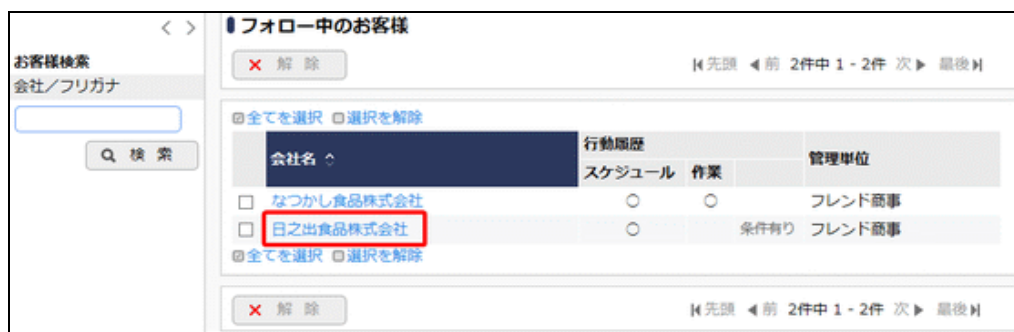 フォロー中のお客様
お客様検索
会社／フリガナ
検 索
解 除
先頭 前 2件中 1 - 2件 次 最後
全てを選択 選択を解除
会社名 行動履歴 管理単位
スケジュール 作業
なつかし食品株式会社 ○ ○ フレンド商事
日之出食品株式会社 ○ 条件有り フレンド商事
全てを選択 選択を解除
解 除
先頭 前 2件中 1 - 2件 次 最後